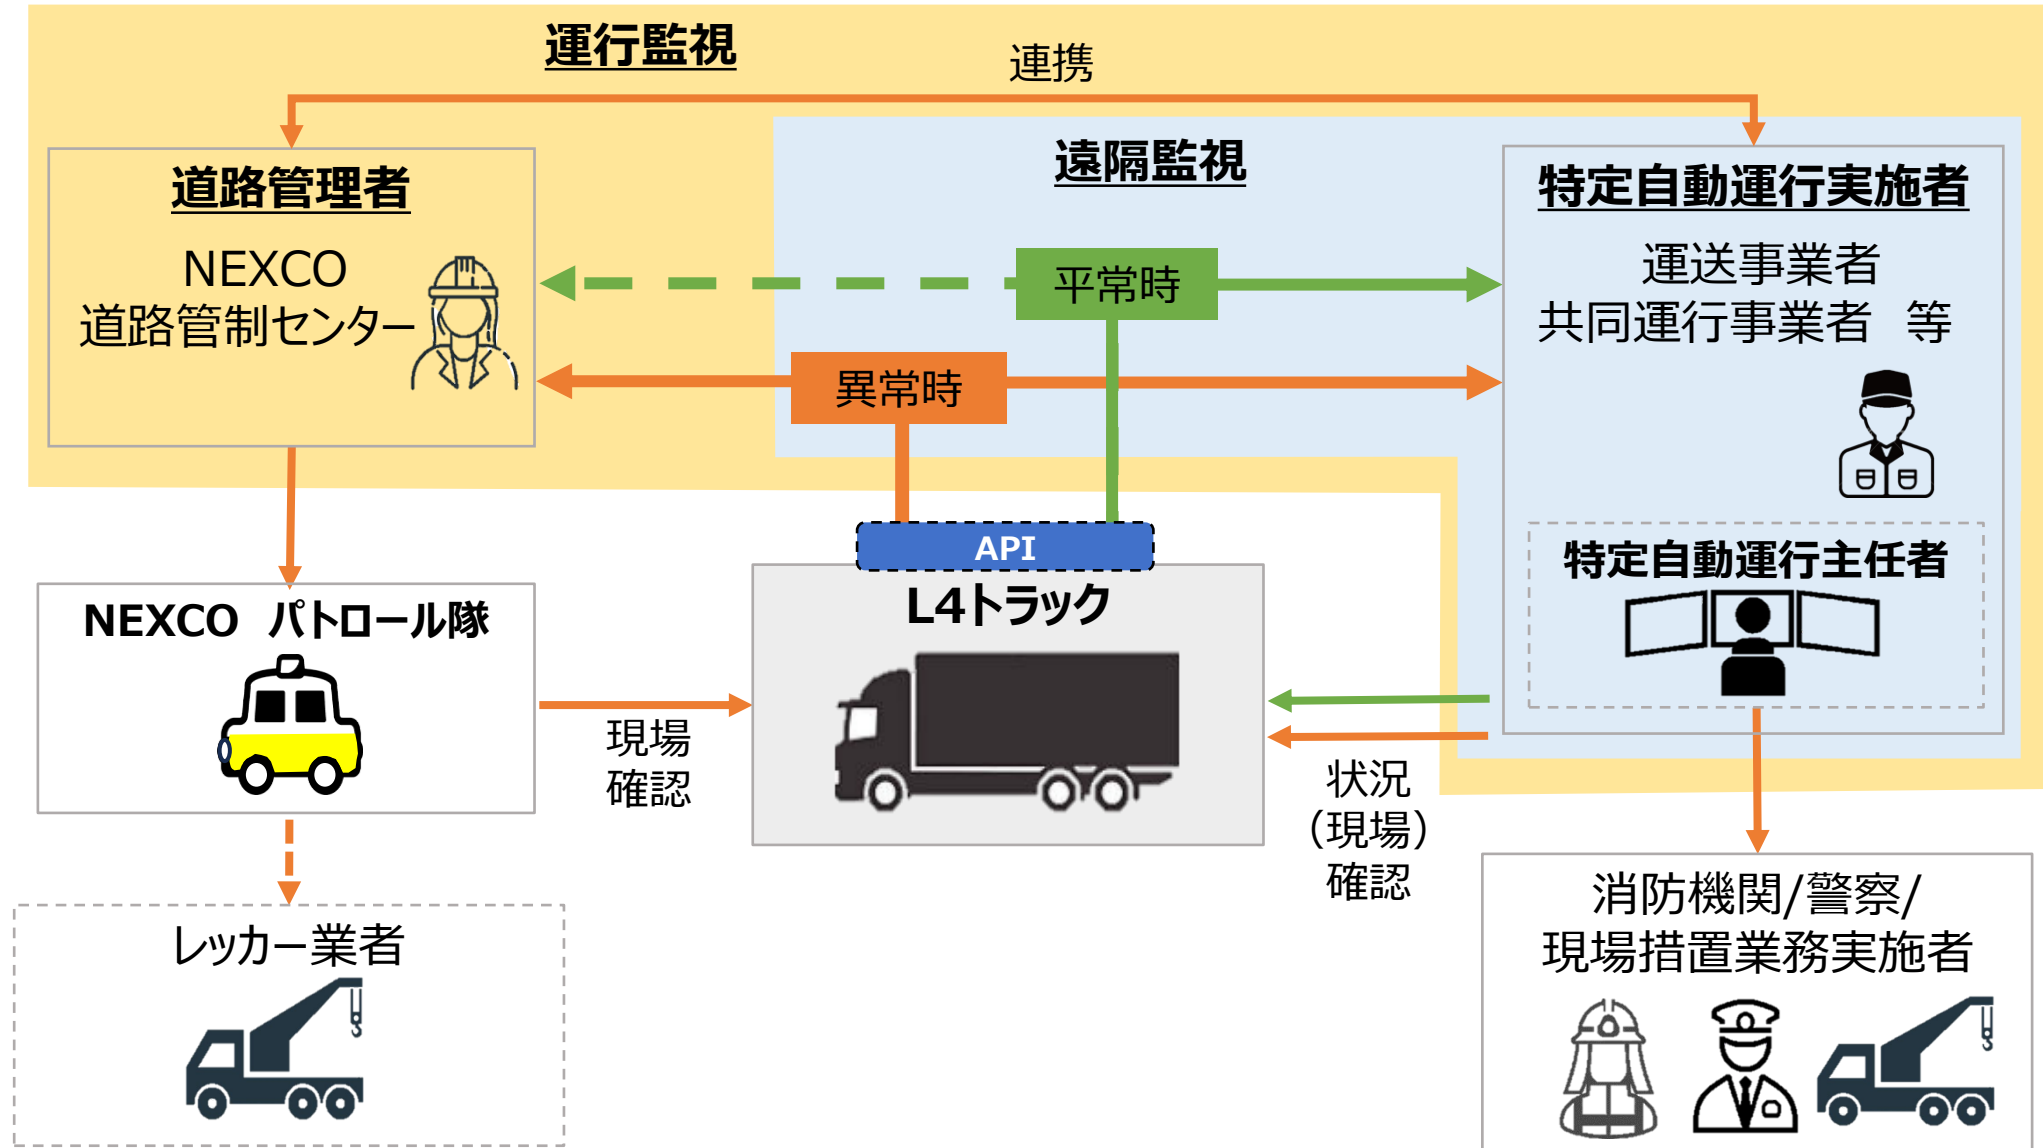 運行監視
連携
道路管理者
NEXCO
道路管制センター
遠隔監視
特定自動運行実施者
運送事業者
共同運行事業者　等
平常時
異常時
API
L4トラック
特定自動運行主任者
NEXCO　パトロール隊
現場
確認
状況
（現場）
確認
レッカー業者
消防機関/警察/
現場措置業務実施者